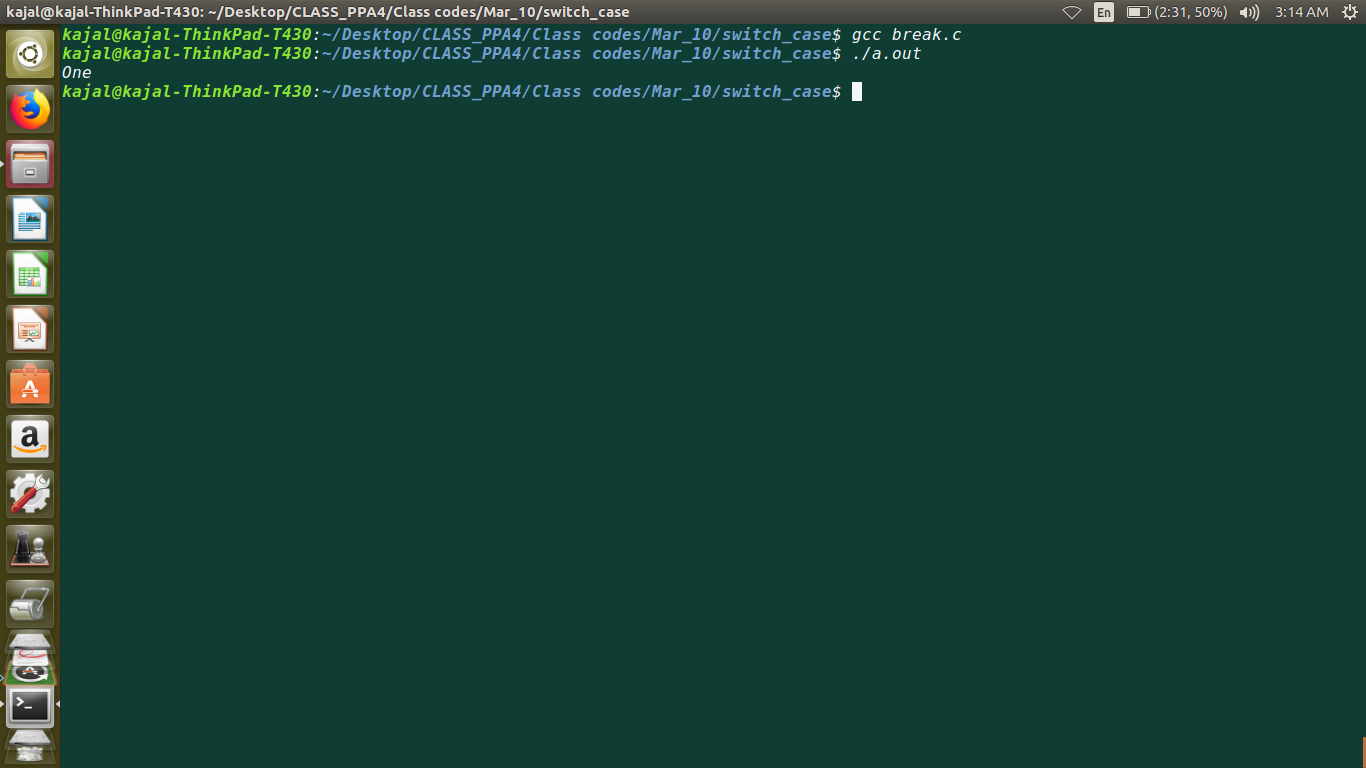 kajal@kajal-ThinkPad-T430: ~/Desktop/CLASS_PPA4/Class codes/Mar_10/switch_case En (2:31, 50%) 3:14 AM
kajal@kajal-ThinkPad-T430:~/Desktop/CLASS_PPA4/Class codes/Mar_10/switch_case$ gcc break.c
kajal@kajal-ThinkPad-T430:~/Desktop/CLASS_PPA4/Class codes/Mar_10/switch_case$ ./a.out
One
kajal@kajal-ThinkPad-T430:~/Desktop/CLASS_PPA4/Class codes/Mar_10/switch_case$